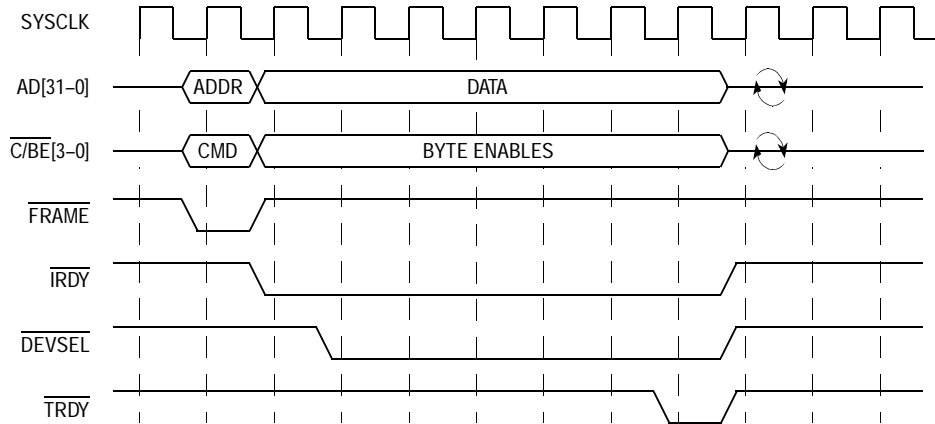 SYSCLK
AD[31–0]
ADDR
DATA
C/BE[3–0]
CMD
BYTE ENABLES
FRAME
IRDY
DEVSEL
TRDY